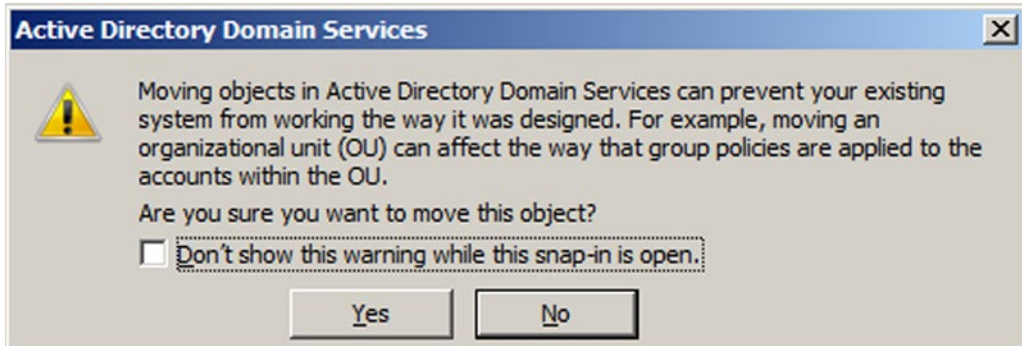 Active Directory Domain Services
Moving objects in Active Directory Domain Services can prevent your existing
system from working the way it was designed. For example, moving an
organizational unit (OU) can affect the way that group policies are applied to the
accounts within the OU.
Are you sure you want to move this object?
Don't show this warning while this snap-in is open.
Yes No